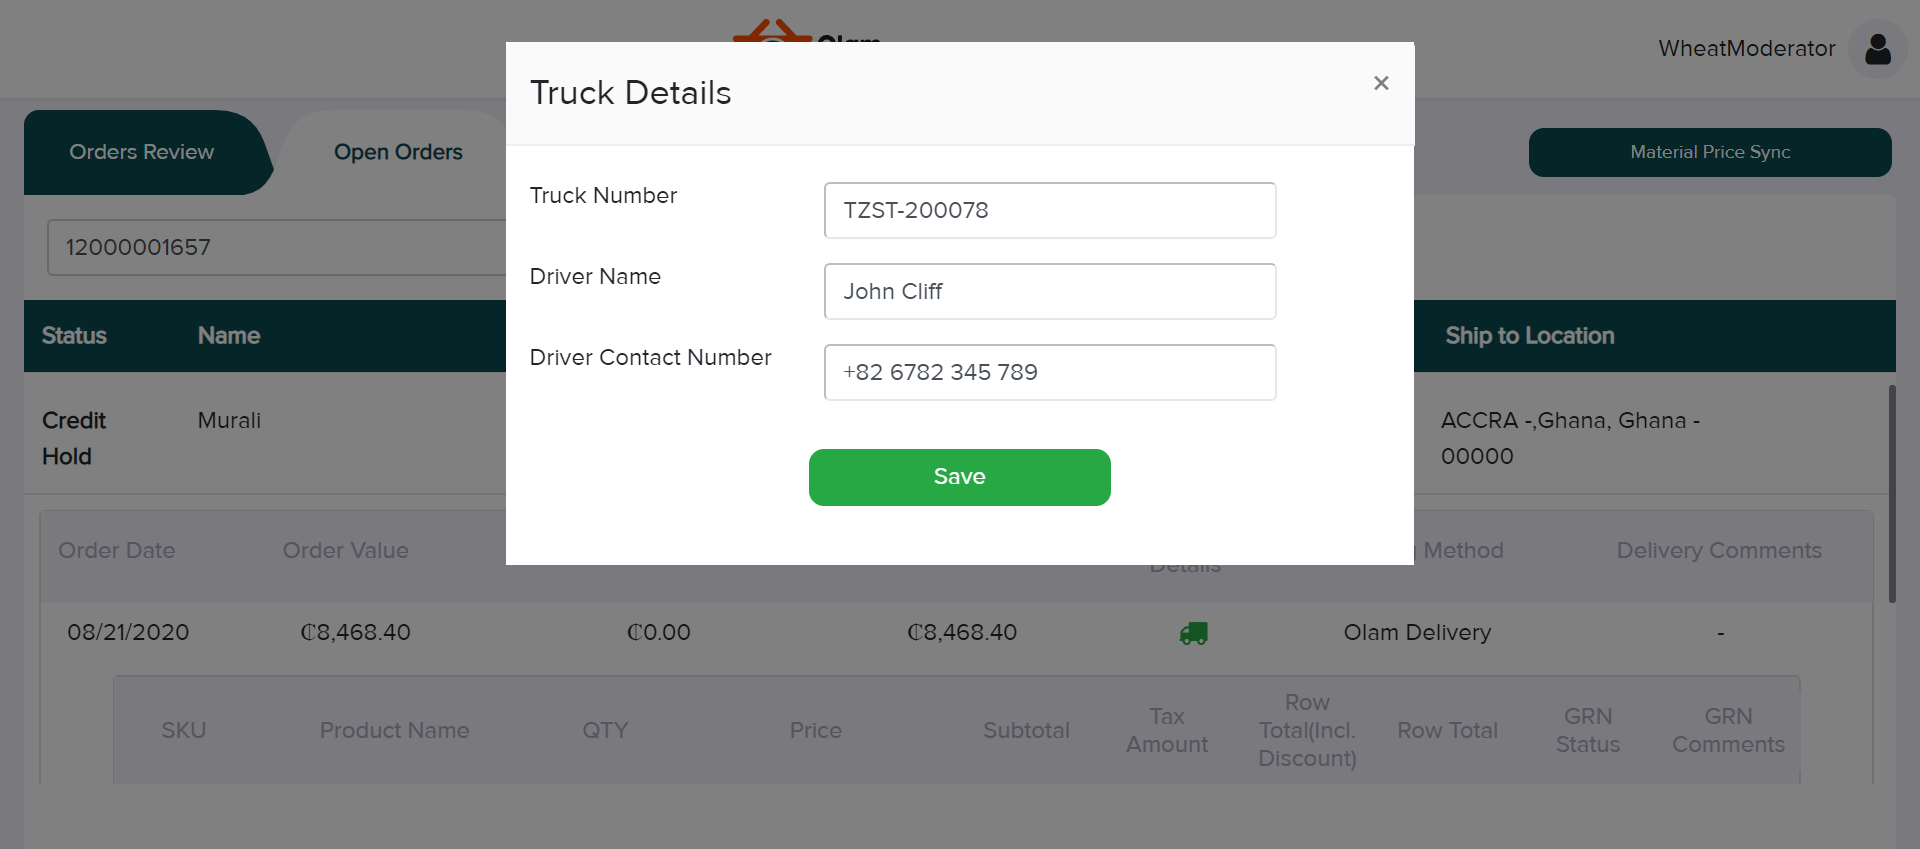 Olam
WheatModerator
Truck Details
×
Orders Review
Open Orders
Material Price Sync
Truck Number
TZST-200078
12000001657
Driver Name
John Cliff
Status
Name
Ship to Location
Driver Contact Number
+82 6782 345 789
Credit
Hold
Murali
ACCRA -,Ghana, Ghana -
00000
Save
Order Date
Order Value
Details
Method
Delivery Comments
08/21/2020
₵8,468.40
₵0.00
₵8,468.40
Olam Delivery
-
SKU
Product Name
QTY
Price
Subtotal
Tax
Amount
Row
Total(Incl.
Discount)
Row Total
GRN
Status
GRN
Comments